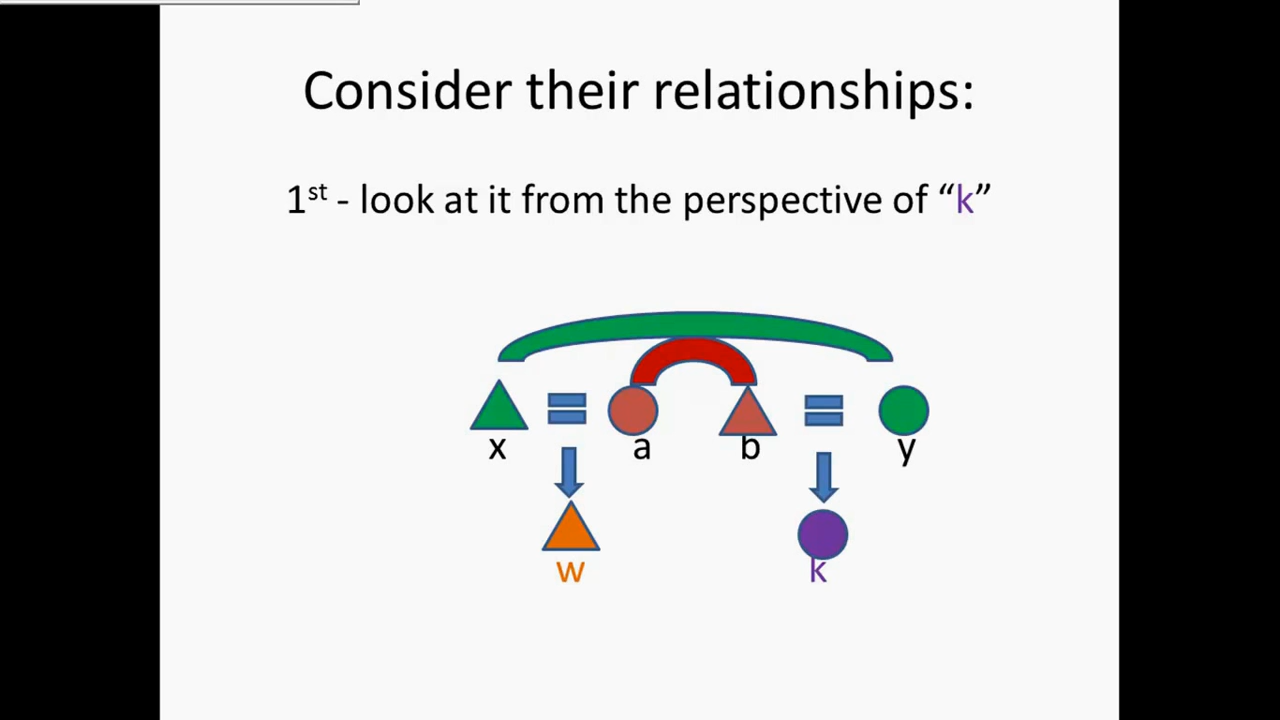 Consider their relationships:
1st - look at it from the perspective of “k”
x a b y
w k